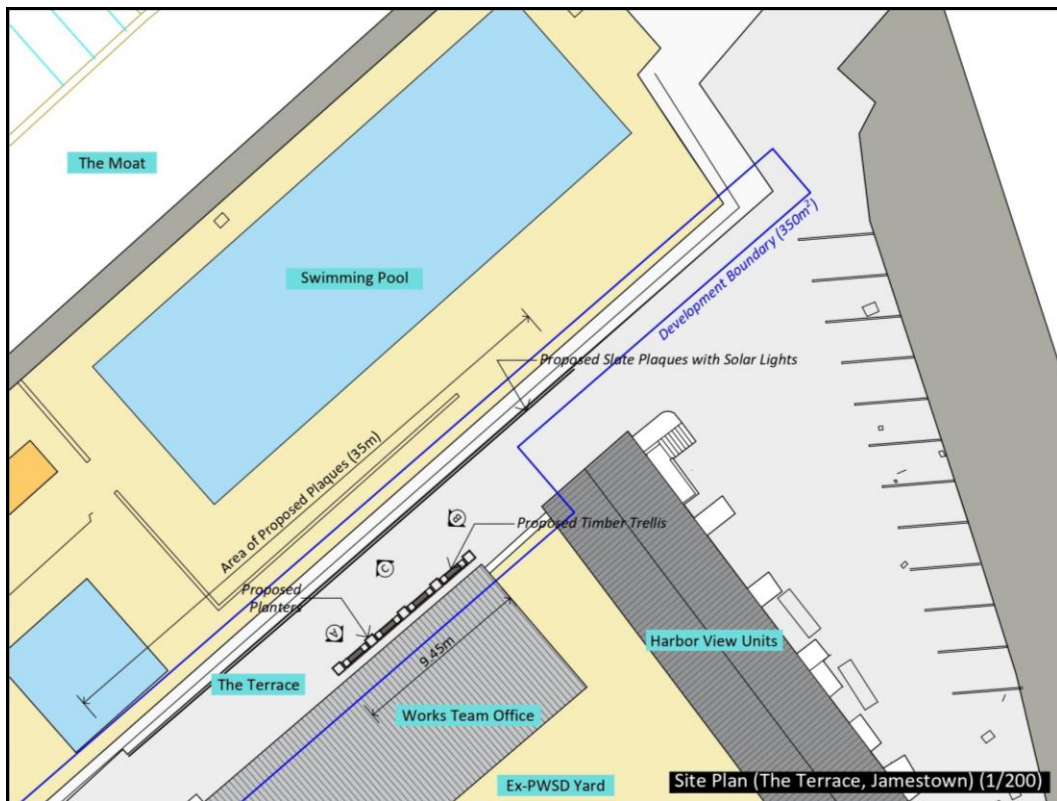 The Moat
Swimming Pool
Development Boundary (350m²)
Proposed Slate Plaques with Solar Lights
Area of Proposed Plaques (35m)
B
Proposed Timber Trellis
C
Proposed
Planters
A
9.45m
Harbor View Units
The Terrace
Works Team Office
Ex-PWSD Yard
Site Plan (The Terrace, Jamestown) (1/200)